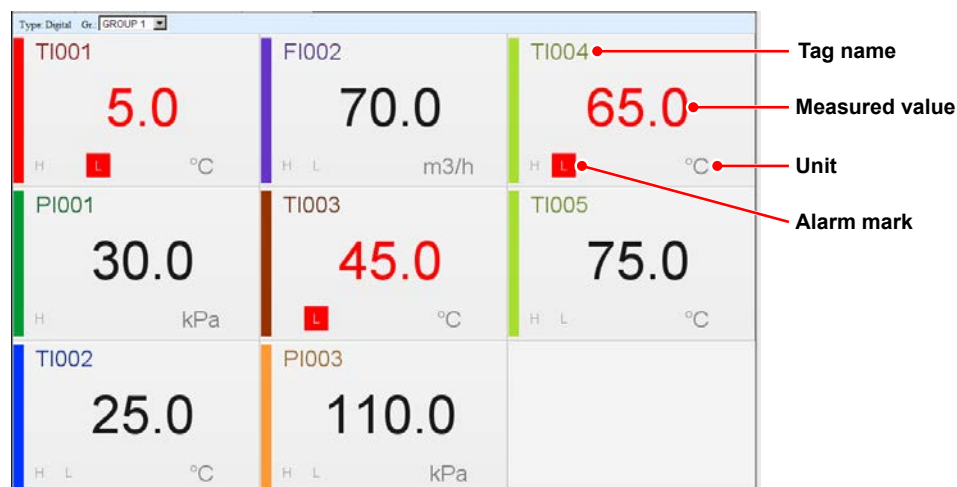 Type: Digital Gr.: GROUP 1
TI001 FI002 TI004 Tag name
5.0 70.0 65.0 Measured value
H L °C H L m3/h H L °C Unit
Alarm mark
PI001 TI003 TI005
30.0 45.0 75.0
H kPa L °C H L °C
TI002 PI003
25.0 110.0
H L °C H L kPa